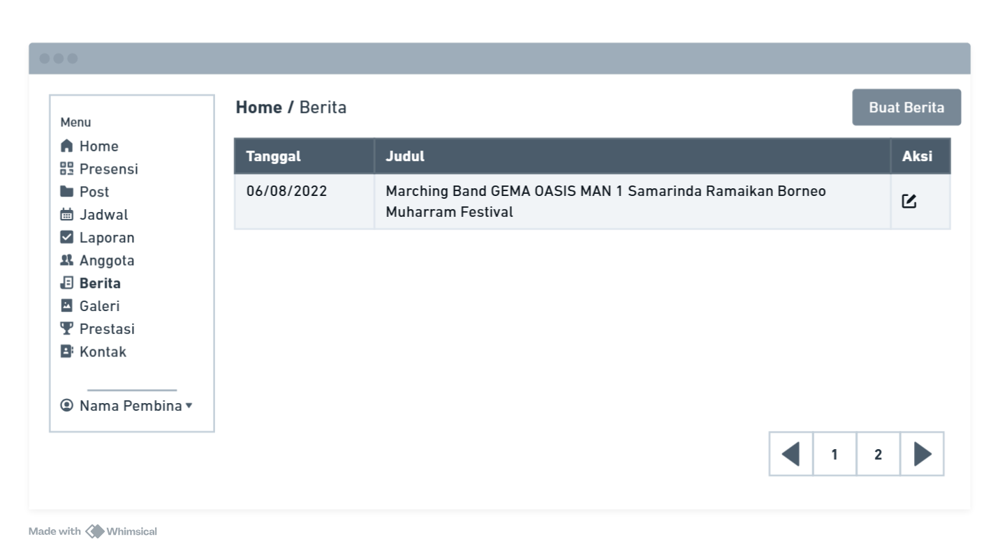 Menu
Home
Presensi
Post
Jadwal
Laporan
Anggota
Berita
Galeri
Prestasi
Kontak
Nama Pembina
Home / Berita
Buat Berita
Tanggal Judul Aksi
06/08/2022 Marching Band GEMA OASIS MAN 1 Samarinda Ramaikan Borneo
Muharram Festival
1 2
Made with Whimsical